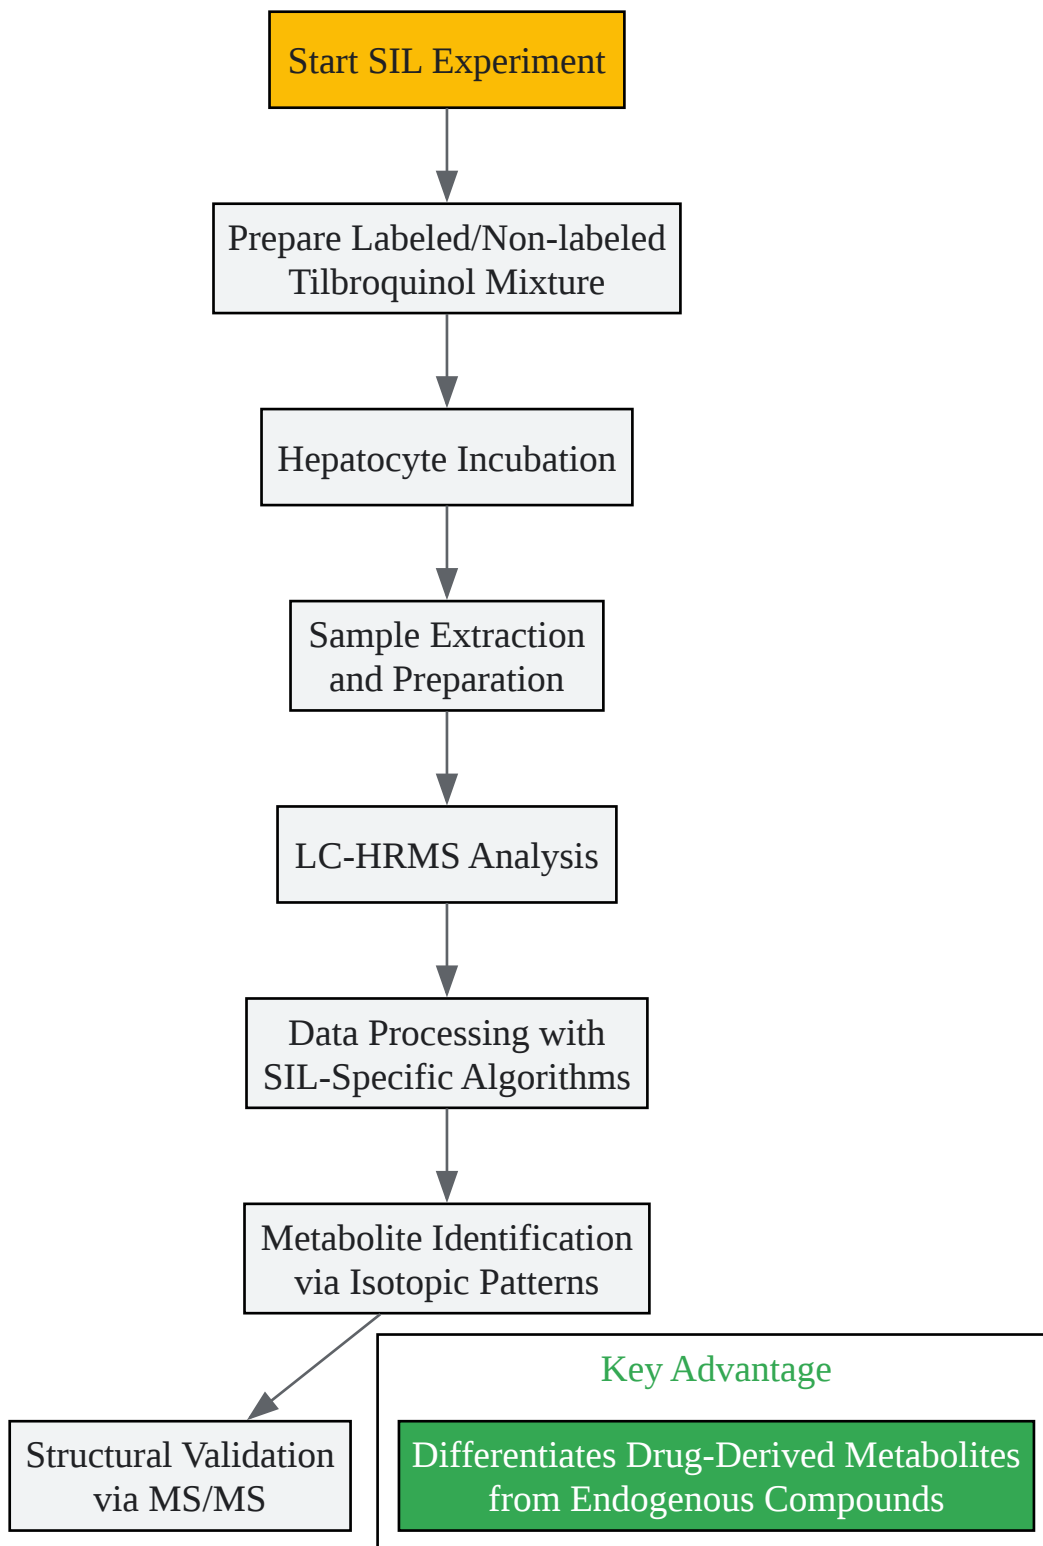 Start SIL Experiment
Prepare Labeled/Non-labeled
Tilbroquinol Mixture
Hepatocyte Incubation
Sample Extraction
and Preparation
LC-HRMS Analysis
Data Processing with
SIL-Specific Algorithms
Metabolite Identification
via Isotopic Patterns
Key Advantage
Structural Validation
via MS/MS
Differentiates Drug-Derived Metabolites
from Endogenous Compounds